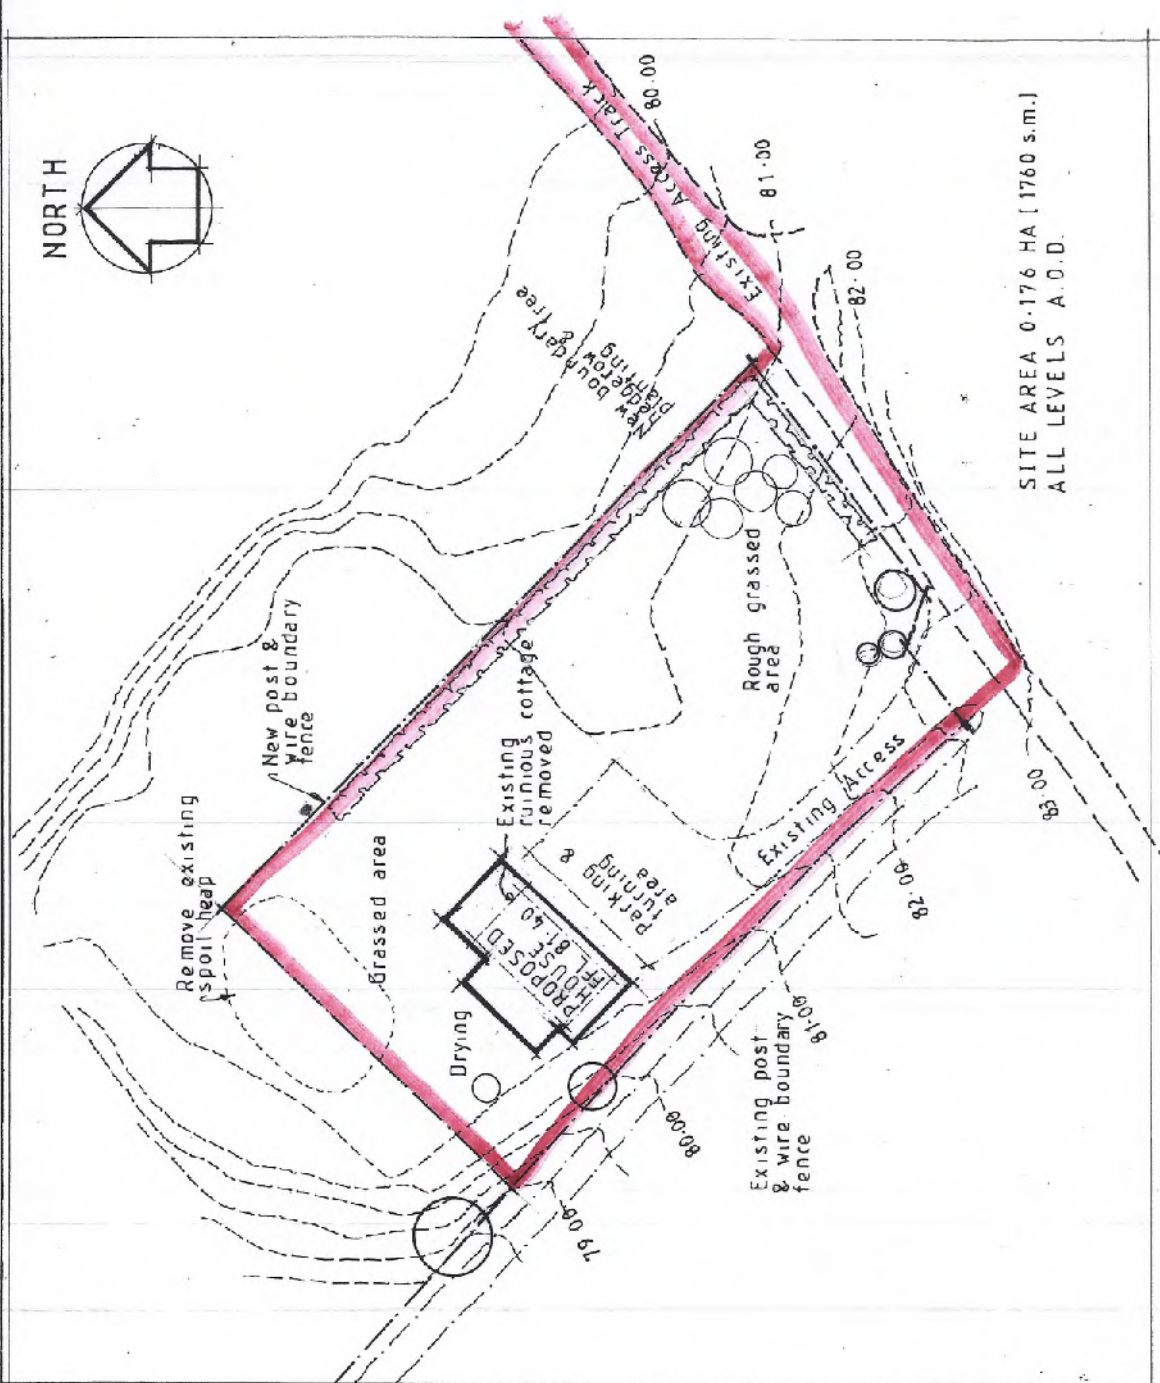 NORTH
Existing Access Track
80·00
81·00
82·00
New boundary tree
hedgerow &
planting
SITE AREA 0·176 HA [ 1760 s.m.]
ALL LEVELS A.O.D.
New post &
wire boundary
fence
Remove existing
spoil heap
Grassed area
Existing
ruinious cottage
removed
Rough grassed
area
PROPOSED
HOUSE
FFL 81·40
Parking &
turning
area
Drying
Existing Access
83·00
82·00
81·00
80·00
79·00
Existing post
& wire boundary
fence